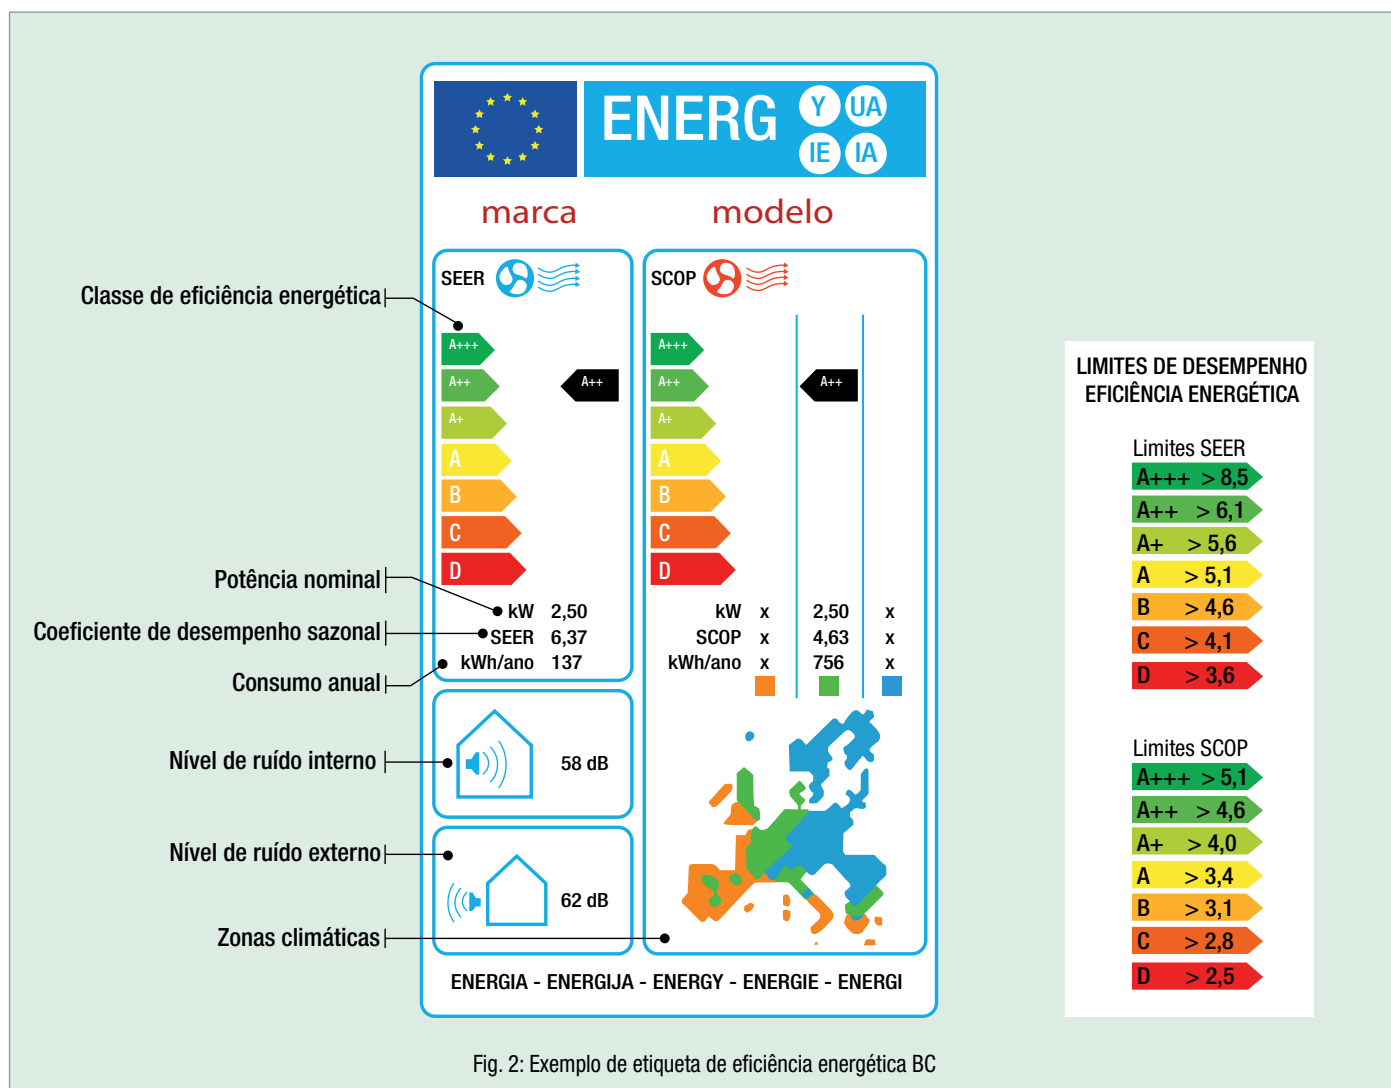 ENERG Y UA
IE IA
marca modelo
SEER
SCOP
Classe de eficiência energética
A+++
A++
A+
A
B
C
D
A++
A+++
A++
A+
A
B
C
D
A++
Potência nominal
Coeficiente de desempenho sazonal
Consumo anual
kW 2,50
SEER 6,37
kWh/ano 137
kW x 2,50 x
SCOP x 4,63 x
kWh/ano x 756 x
Nível de ruído interno
58 dB
Nível de ruído externo
62 dB
Zonas climáticas
ENERGIA - ENERGIJA - ENERGY - ENERGIE - ENERGI
LIMITES DE DESEMPENHO
EFICIÊNCIA ENERGÉTICA
Limites SEER
A+++ > 8,5
A++ > 6,1
A+ > 5,6
A > 5,1
B > 4,6
C > 4,1
D > 3,6
Limites SCOP
A+++ > 5,1
A++ > 4,6
A+ > 4,0
A > 3,4
B > 3,1
C > 2,8
D > 2,5
Fig. 2: Exemplo de etiqueta de eficiência energética BC